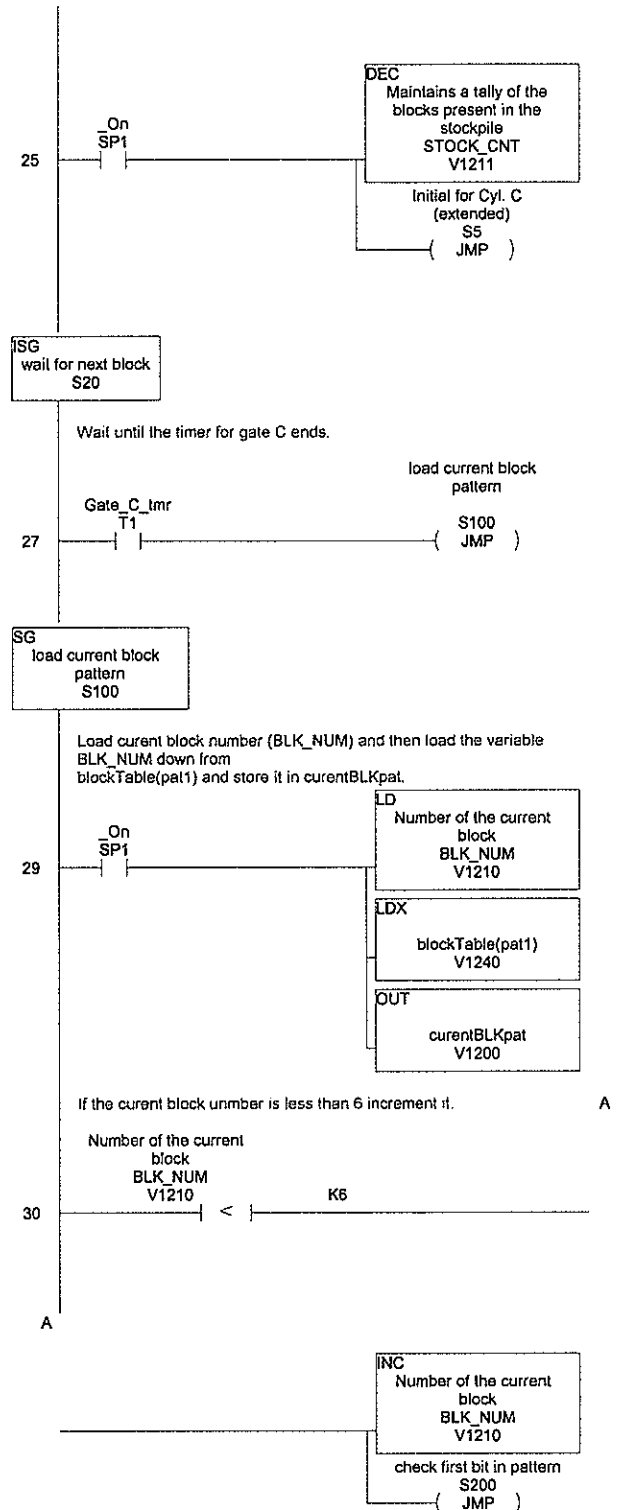 DEC
Maintains a tally of the
blocks present in the
stockpile
STOCK_CNT
V1211
_On
SP1
25
Initial for Cyl. C
(extended)
S5
( JMP )
ISG
wait for next block
S20
Wait until the timer for gate C ends.
load current block
pattern
Gate_C_tmr
T1
S100
27
( JMP )
SG
load current block
pattern
S100
Load curent block number (BLK_NUM) and then load the variable
BLK_NUM down from
blockTable(pat1) and store it in curentBLKpat.
LD
Number of the current
block
BLK_NUM
V1210
_On
SP1
29
LDX
blockTable(pat1)
V1240
OUT
curentBLKpat
V1200
If the curent block unmber is less than 6 increment it.
A
Number of the current
block
BLK_NUM
V1210
K6
30
<
A
INC
Number of the current
block
BLK_NUM
V1210
check first bit in pattern
S200
( JMP )